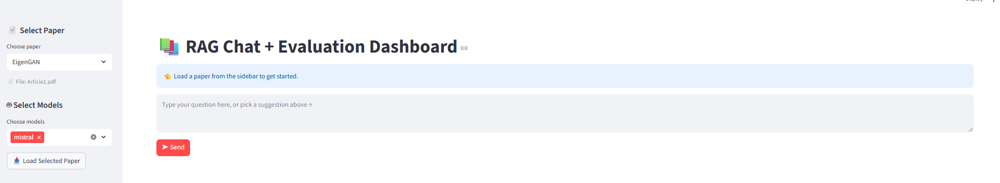 Select Paper
Choose paper
EigenGAN
File: Article1.pdf
Select Models
Choose models
mistral ×
Load Selected Paper
RAG Chat + Evaluation Dashboard
Load a paper from the sidebar to get started.
Type your question here, or pick a suggestion above ↑
Send